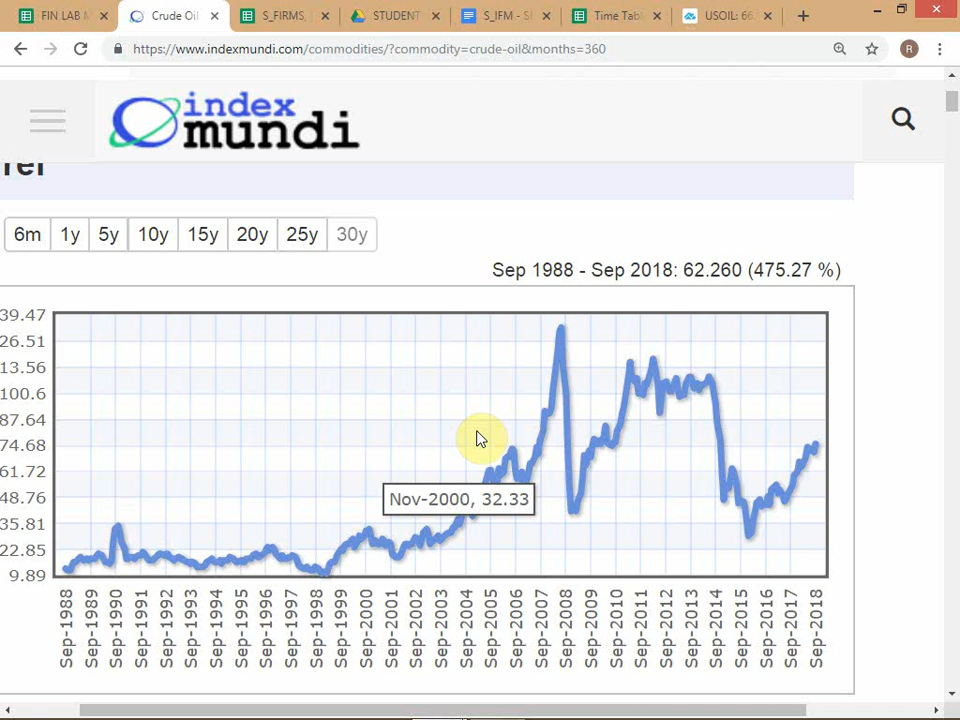 FIN LAB M
Crude Oil
S_FIRMS,
STUDENT
S_IFM - S
Time Tab
USOIL: 66.
https://www.indexmundi.com/commodities/?commodity=crude-oil&months=360
R
index
mundi
rel
6m 1y 5y 10y 15y 20y 25y 30y
Sep 1988 - Sep 2018: 62.260 (475.27 %)
39.47
26.51
13.56
100.6
87.64
74.68
61.72
48.76
35.81
22.85
9.89
Nov-2000, 32.33
Sep-1988
Sep-1989
Sep-1990
Sep-1991
Sep-1992
Sep-1993
Sep-1994
Sep-1995
Sep-1996
Sep-1997
Sep-1998
Sep-1999
Sep-2000
Sep-2001
Sep-2002
Sep-2003
Sep-2004
Sep-2005
Sep-2006
Sep-2007
Sep-2008
Sep-2009
Sep-2010
Sep-2011
Sep-2012
Sep-2013
Sep-2014
Sep-2015
Sep-2016
Sep-2017
Sep-2018